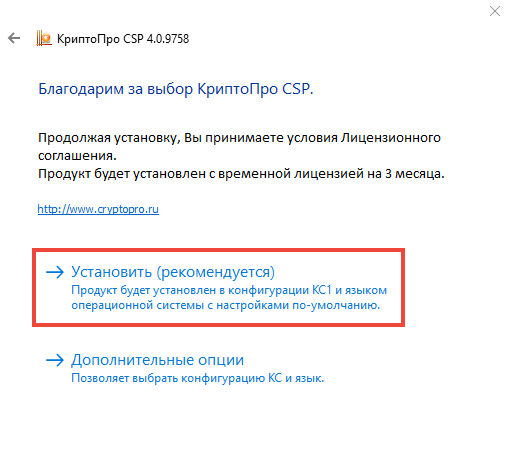 КриптоПро CSP 4.0.9758
Благодарим за выбор КриптоПро CSP.
Продолжая установку, Вы принимаете условия Лицензионного
соглашения.
Продукт будет установлен с временной лицензией на 3 месяца.
http://www.cryptopro.ru
Установить (рекомендуется)
Продукт будет установлен в конфигурации КС1 и языком
операционной системы с настройками по-умолчанию.
Дополнительные опции
Позволяет выбрать конфигурацию КС и язык.